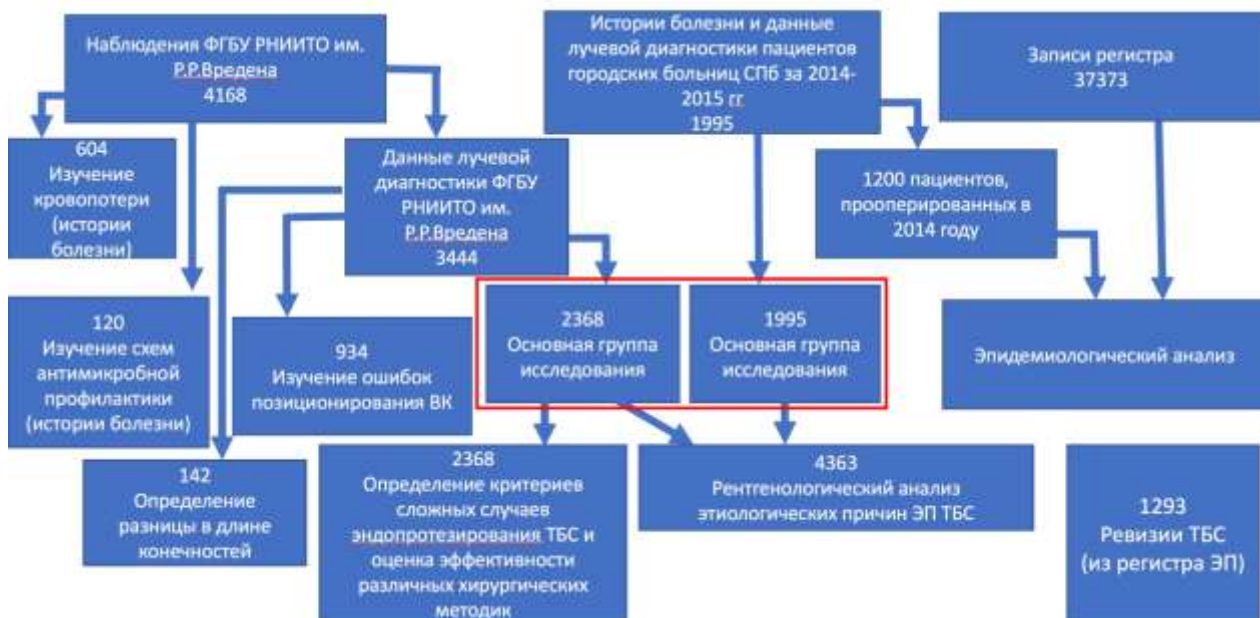 Наблюдения ФГБУ РНИИТО им.
Р.Р.Вредена
4168
Истории болезни и данные
лучевой диагностики пациентов
городских больниц СПб за 2014-
2015 гг
1995
Записи регистра
37373
604
Изучение
кровопотери
(истории
болезни)
Данные лучевой
диагностики ФГБУ
РНИИТО им.
Р.Р.Вредена
3444
1200 пациентов,
прооперированных в
2014 году
120
Изучение схем
антимикробной
профилактики
(истории болезни)
934
Изучение ошибок
позиционирования ВК
2368
Основная группа
исследования
1995
Основная группа
исследования
Эпидемиологический анализ
142
Определение
разницы в длине
конечностей
2368
Определение критериев
сложных случаев
эндопротезирования ТБС и
оценка эффективности
различных хирургических
методик
4363
Рентгенологический анализ
этиологических причин ЭП ТБС
1293
Ревизии ТБС
(из регистра ЭП)